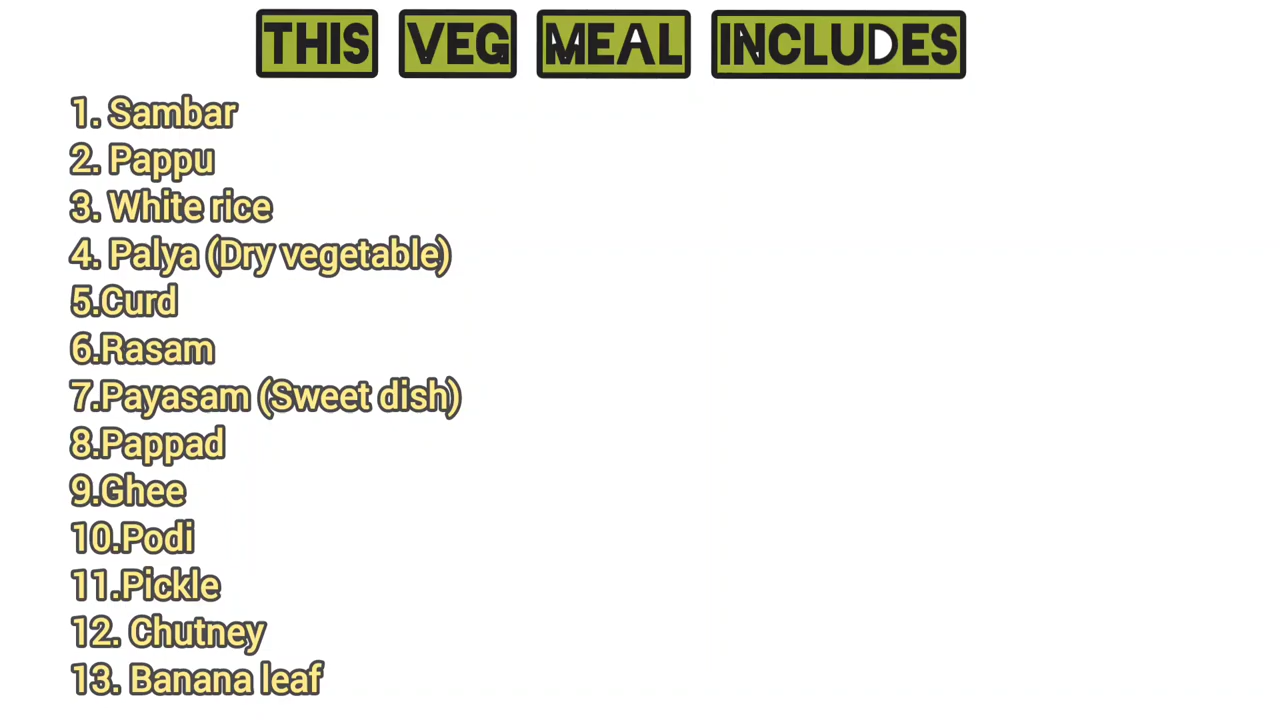 THIS VEG MEAL INCLUDES
1. Sambar
2. Pappu
3. White rice
4. Palya (Dry vegetable)
5.Curd
6.Rasam
7.Payasam (Sweet dish)
8.Pappad
9.Ghee
10.Podi
11.Pickle
12. Chutney
13. Banana leaf